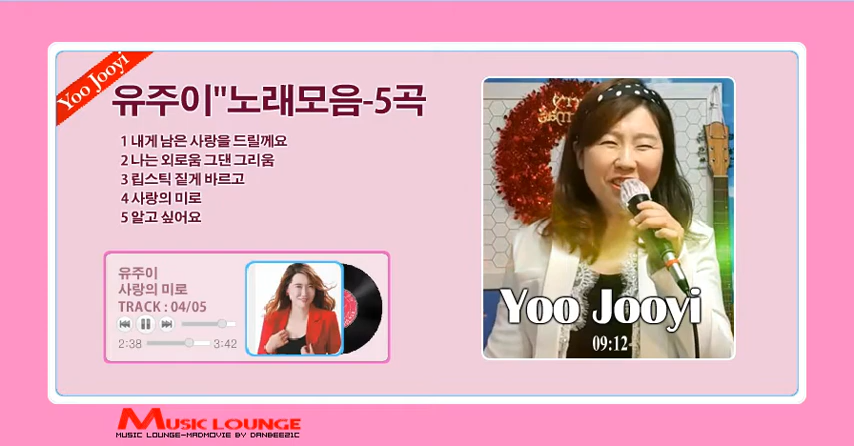 Yoo Jooyi
유주이"노래모음-5곡
1 내게 남은 사랑을 드릴께요
2 나는 외로움 그댄 그리움
3 립스틱 짙게 바르고
4 사랑의 미로
5 알고 싶어요
유주이
사랑의 미로
TRACK : 04/05
2:38
3:42
Yoo Jooyi
09:12-
MUSIC LOUNGE
MUSIC LOUNGE-MADMOVIE BY DANBEE21C